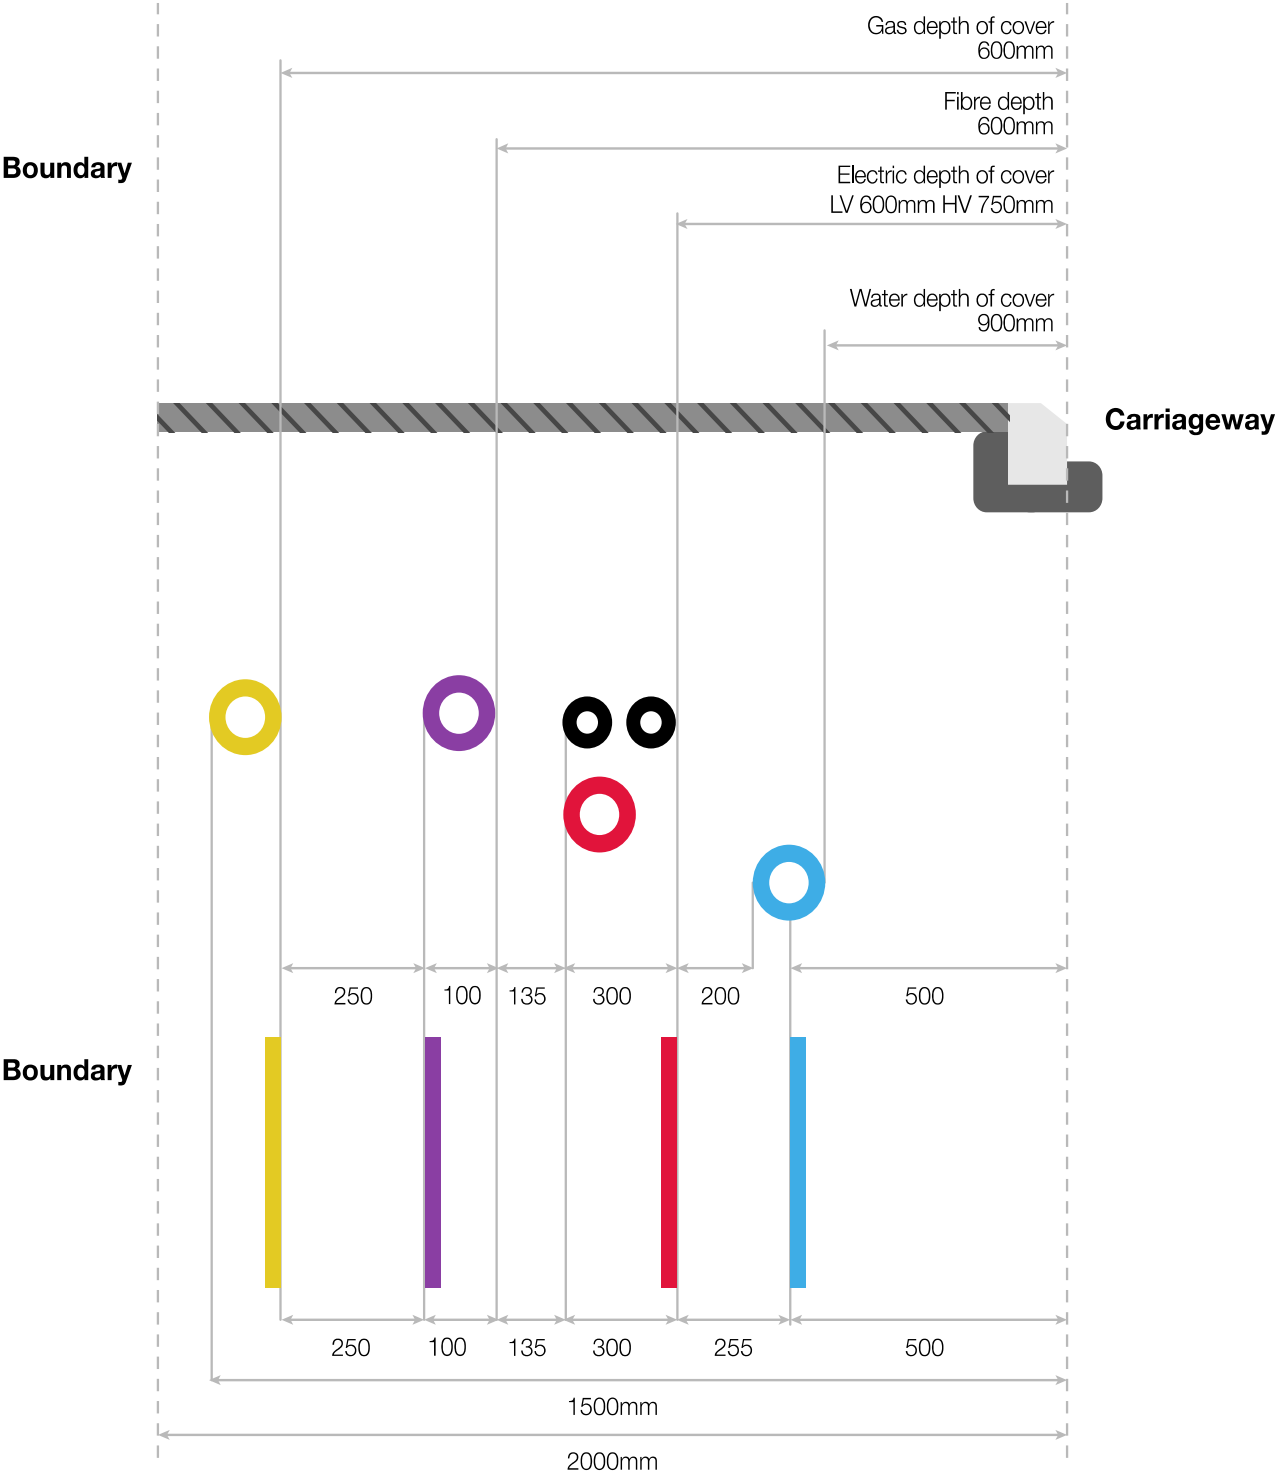 Gas depth of cover
600mm
Fibre depth
600mm
Boundary
Electric depth of cover
LV 600mm HV 750mm
Water depth of cover
900mm
Carriageway
250 100 135 300 200 500
Boundary
250 100 135 300 255 500
1500mm
2000mm